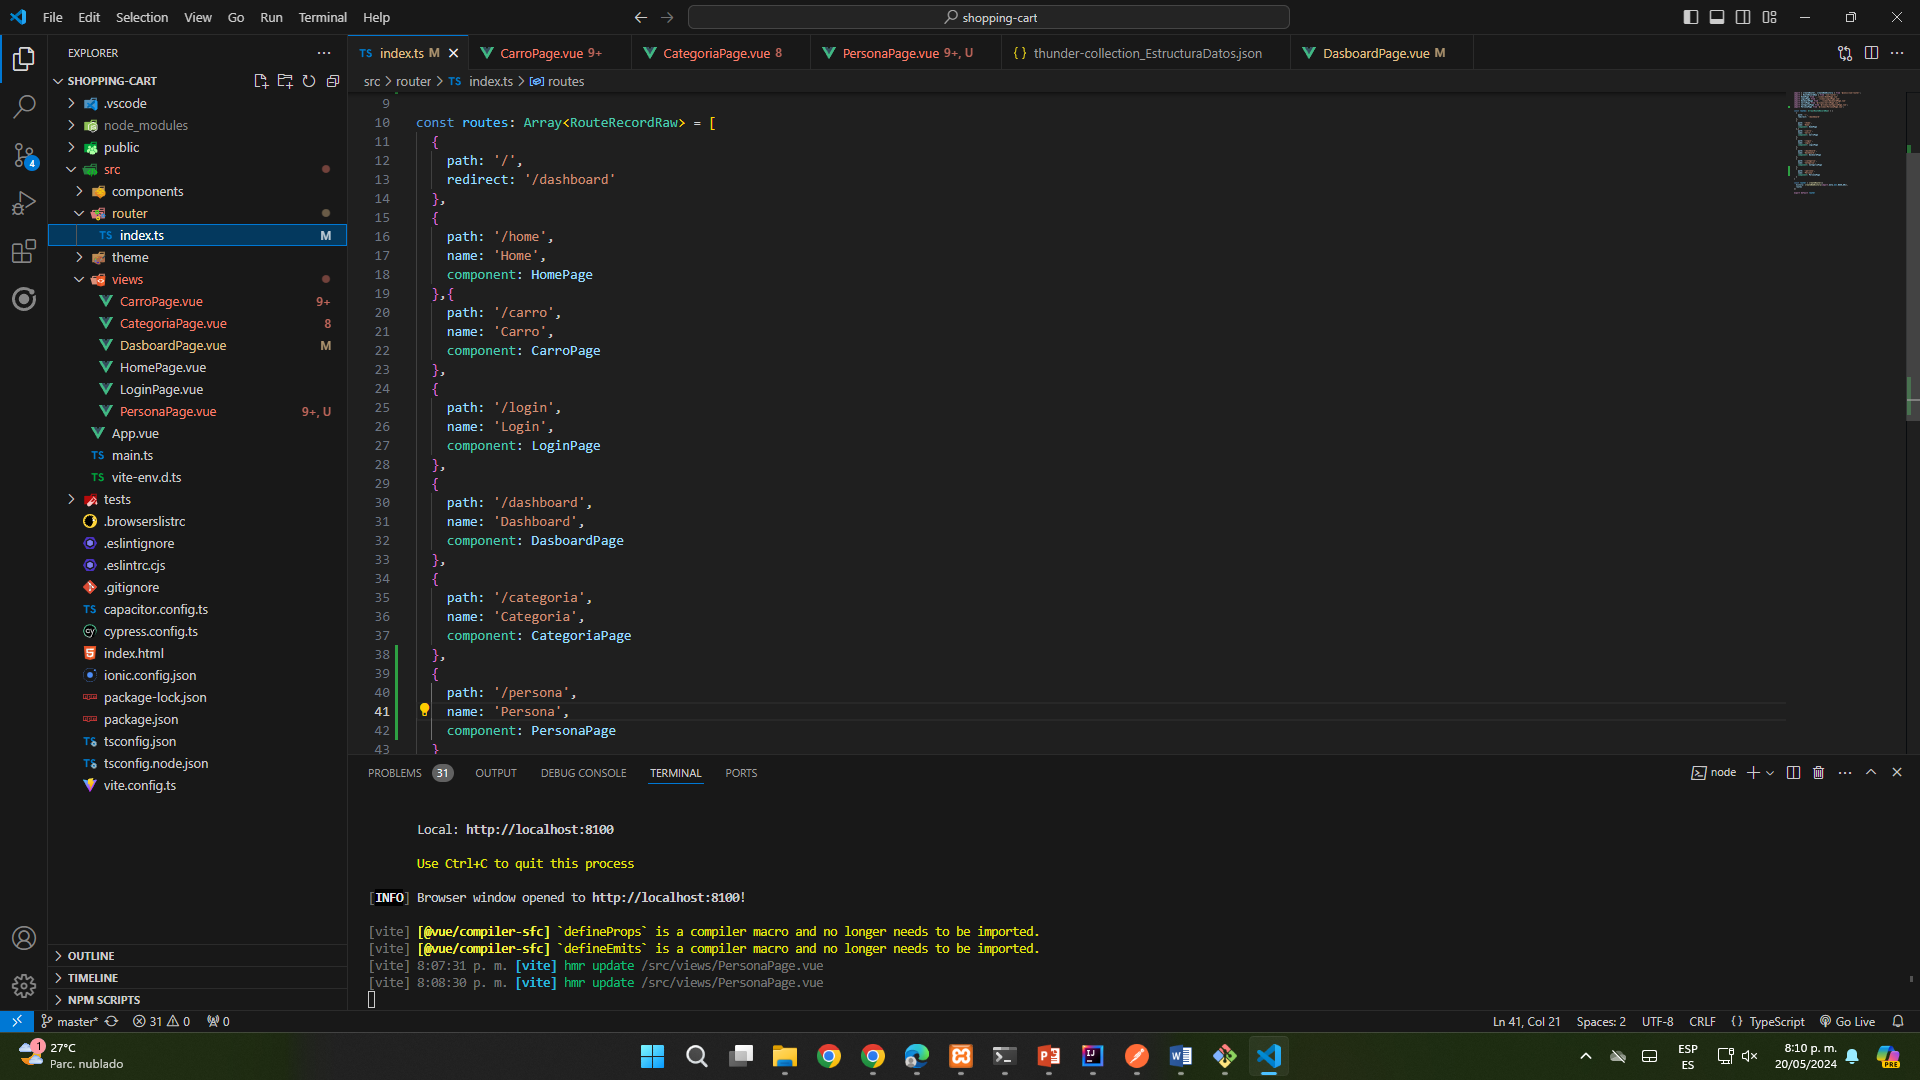 File Edit Selection View Go Run Terminal Help
shopping-cart
EXPLORER
SHOPPING-CART
.vscode
node_modules
public
src
components
router
TS index.ts M
theme
views
CarroPage.vue 9+
CategoriaPage.vue 8
DasboardPage.vue M
HomePage.vue
LoginPage.vue
PersonaPage.vue 9+, U
App.vue
TS main.ts
TS vite-env.d.ts
tests
.browserslistrc
.eslintignore
.eslintrc.cjs
.gitignore
TS capacitor.config.ts
cypress.config.ts
index.html
ionic.config.json
package-lock.json
package.json
tsconfig.json
tsconfig.node.json
vite.config.ts
OUTLINE
TIMELINE
NPM SCRIPTS
4
TS index.ts M
CarroPage.vue 9+
CategoriaPage.vue 8
PersonaPage.vue 9+, U
{} thunder-collection_EstructuraDatos.json
DasboardPage.vue M
src > router > TS index.ts > routes
9
10 const routes: Array<RouteRecordRaw> = [
11 {
12 path: '/',
13 redirect: '/dashboard'
14 },
15 {
16 path: '/home',
17 name: 'Home',
18 component: HomePage
19 },{
20 path: '/carro',
21 name: 'Carro',
22 component: CarroPage
23 },
24 {
25 path: '/login',
26 name: 'Login',
27 component: LoginPage
28 },
29 {
30 path: '/dashboard',
31 name: 'Dashboard',
32 component: DasboardPage
33 },
34 {
35 path: '/categoria',
36 name: 'Categoria',
37 component: CategoriaPage
38 },
39 {
40 path: '/persona',
41 name: 'Persona',
42 component: PersonaPage
43 }
PROBLEMS 31 OUTPUT DEBUG CONSOLE TERMINAL PORTS
node
Local: http://localhost:8100
Use Ctrl+C to quit this process
[INFO] Browser window opened to http://localhost:8100!
[vite] [@vue/compiler-sfc] `defineProps` is a compiler macro and no longer needs to be imported.
[vite] [@vue/compiler-sfc] `defineEmits` is a compiler macro and no longer needs to be imported.
[vite] 8:07:31 p. m. [vite] hmr update /src/views/PersonaPage.vue
[vite] 8:08:30 p. m. [vite] hmr update /src/views/PersonaPage.vue
master* 31 0 0
Ln 41, Col 21 Spaces: 2 UTF-8 CRLF {} TypeScript Go Live
1
27°C
Parc. nublado
ESP
ES
8:10 p. m.
20/05/2024
PRE